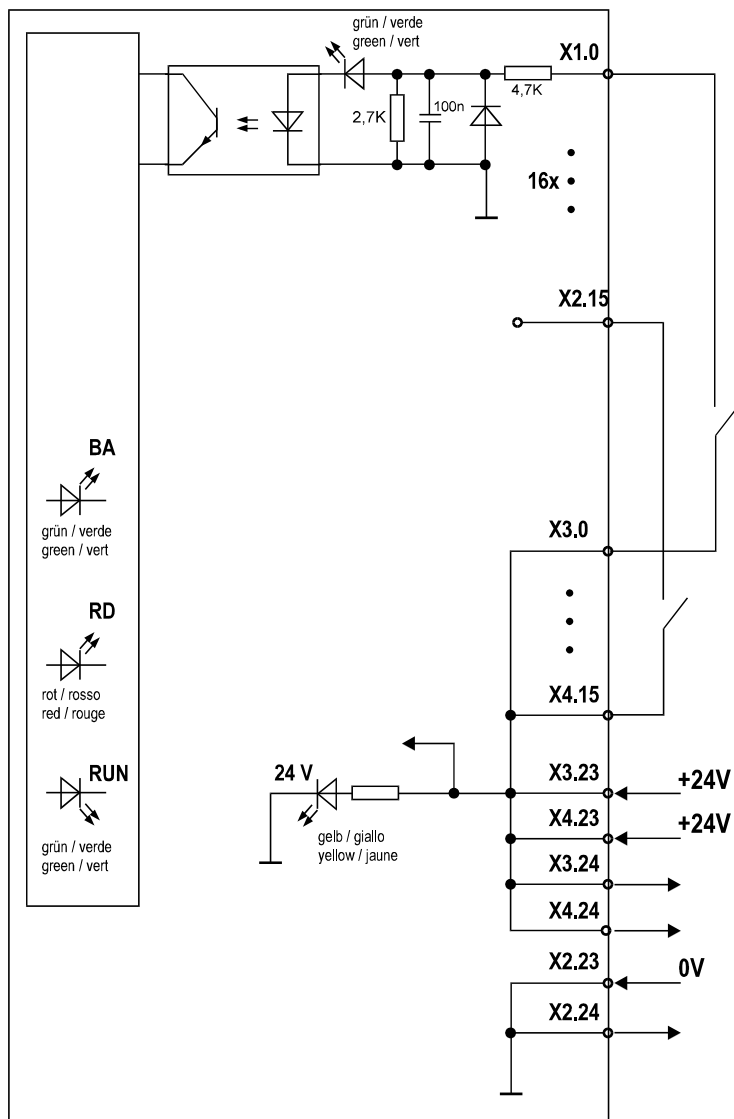 grün / verde
green / vert
X1.0
4,7K
2,7K
100n
16x
X2.15
BA
grün / verde
green / vert
X3.0
RD
rot / rosso
red / rouge
X4.15
RUN
24 V
X3.23
+24V
grün / verde
green / vert
gelb / giallo
yellow / jaune
X4.23
+24V
X3.24
X4.24
X2.23
0V
X2.24